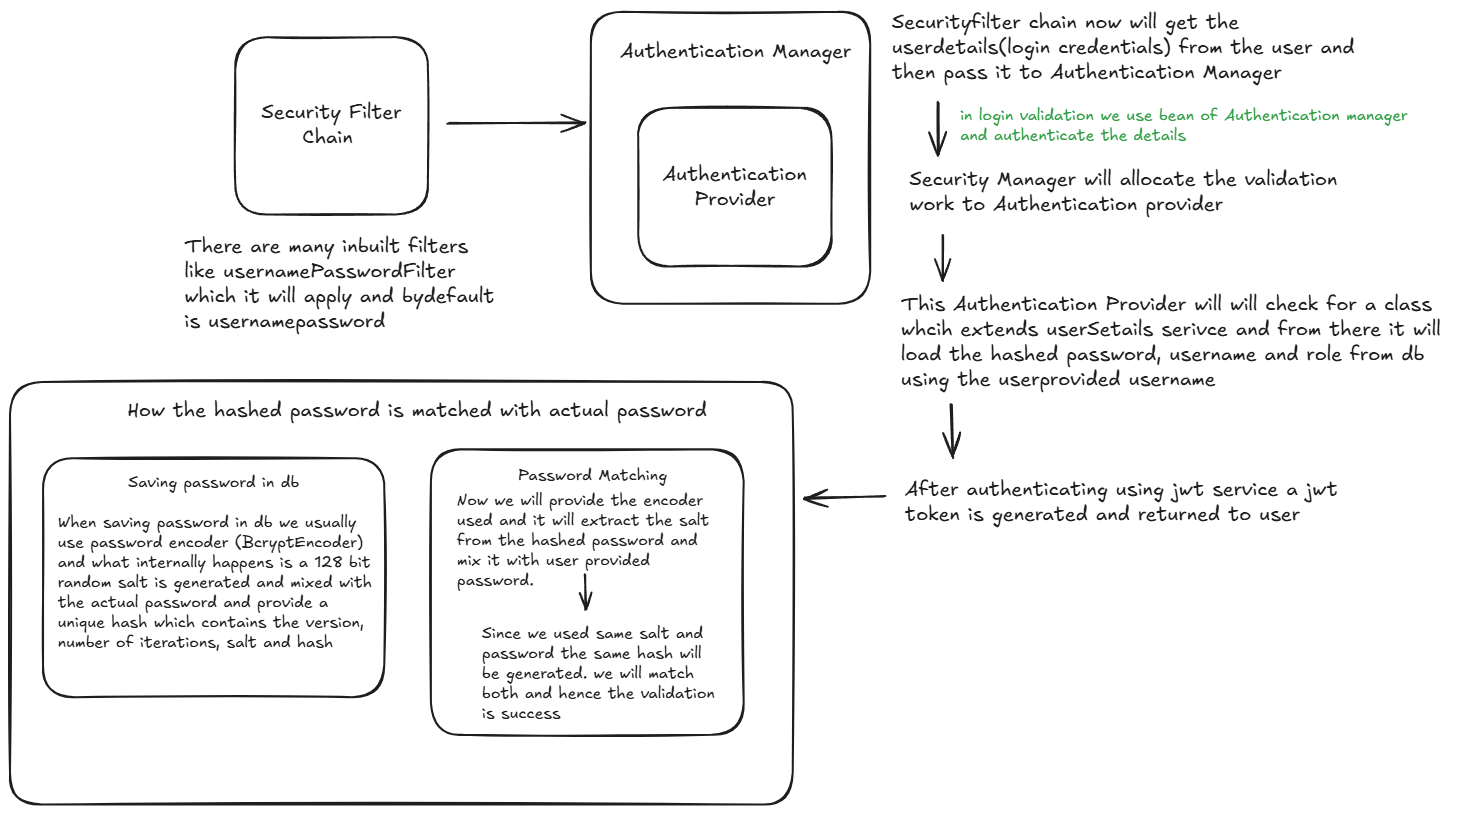 Security Filter
Chain
There are many inbuilt filters
like usernamePasswordFilter
which it will apply and bydefault
is usernamepassword
Authentication Manager
Authentication
Provider
Securityfilter chain now will get the
userdetails(login credentials) from the user and
then pass it to Authentication Manager
in login validation we use bean of Authentication manager
and authenticate the details
Security Manager will allocate the validation
work to Authentication provider
This Authentication Provider will will check for a class
whcih extends userSetails serivce and from there it will
load the hashed password, username and role from db
using the userprovided username
After authenticating using jwt service a jwt
token is generated and returned to user
How the hashed password is matched with actual password
Saving password in db
When saving password in db we usually
use password encoder (BcryptEncoder)
and what internally happens is a 128 bit
random salt is generated and mixed with
the actual password and provide a
unique hash which contains the version,
number of iterations, salt and hash
Password Matching
Now we will provide the encoder
used and it will extract the salt
from the hashed password and
mix it with user provided
password.
Since we used same salt and
password the same hash will
be generated. we will match
both and hence the validation
is success